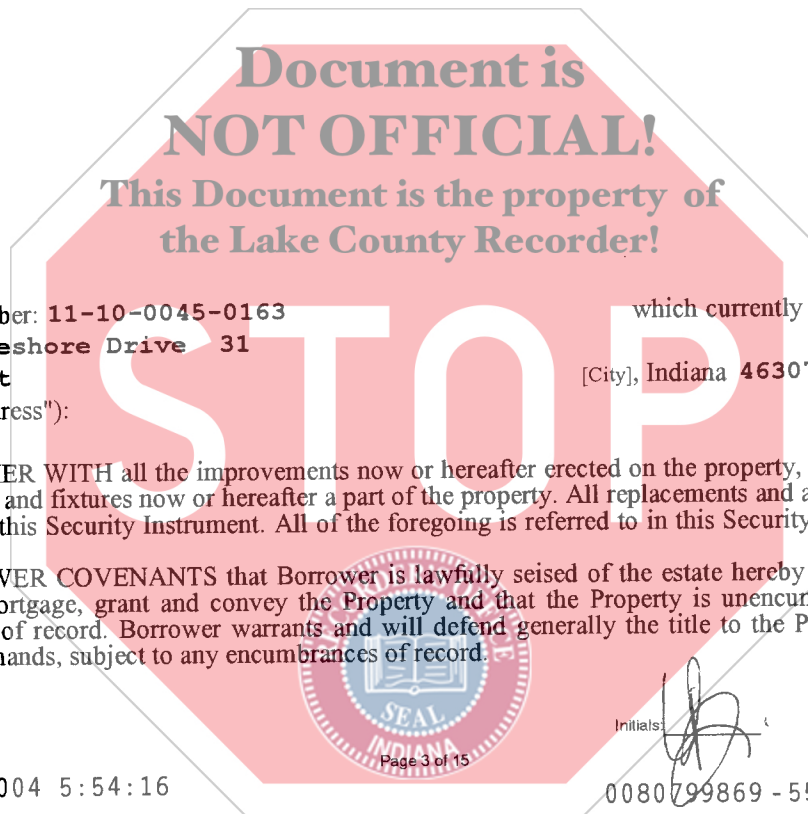 Document is
NOT OFFICIAL!
This Document is the property of
the Lake County Recorder!
ber: 11-10-0045-0163 which currently
eshore Drive 31
t [City], Indiana 46307
ress"):
STOP
ER WITH all the improvements now or hereafter erected on the property,
and fixtures now or hereafter a part of the property. All replacements and a
this Security Instrument. All of the foregoing is referred to in this Security
WER COVENANTS that Borrower is lawfully seised of the estate hereby
ortgage, grant and convey the Property and that the Property is unencum
of record. Borrower warrants and will defend generally the title to the P
nands, subject to any encumbrances of record.
SEAL
INDIANA
Initials:
Page 3 of 15
004 5:54:16 0080799869 - 55